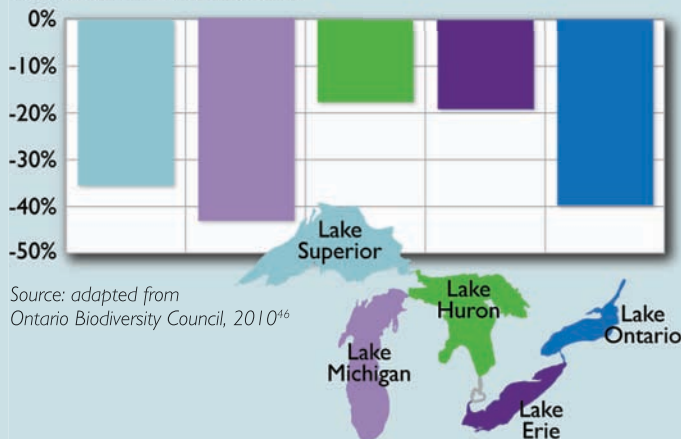 0%
-10%
-20%
-30%
-40%
-50%
Source: adapted from
Ontario Biodiversity Council, 2010⁴⁶
Lake
Superior
Lake
Huron
Lake
Ontario
Lake
Michigan
Lake
Erie